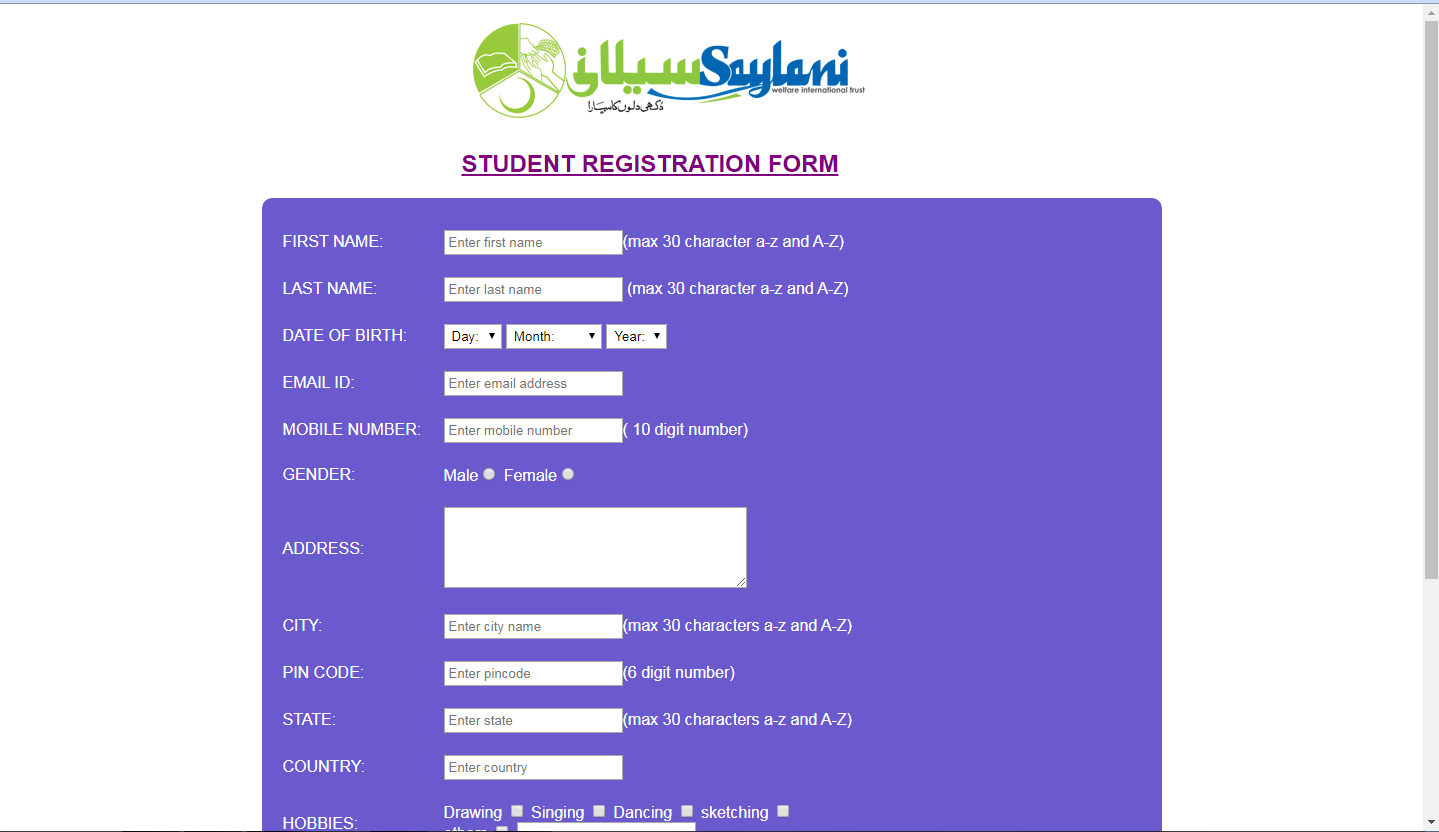 سیلانی Saylani
welfare international trust
دُکھی دلوں کا سہارا
STUDENT REGISTRATION FORM
FIRST NAME: Enter first name (max 30 character a-z and A-Z)
LAST NAME: Enter last name (max 30 character a-z and A-Z)
DATE OF BIRTH: Day: Month: Year:
EMAIL ID: Enter email address
MOBILE NUMBER: Enter mobile number ( 10 digit number)
GENDER: Male Female
ADDRESS:
CITY: Enter city name (max 30 characters a-z and A-Z)
PIN CODE: Enter pincode (6 digit number)
STATE: Enter state (max 30 characters a-z and A-Z)
COUNTRY: Enter country
HOBBIES: Drawing Singing Dancing sketching